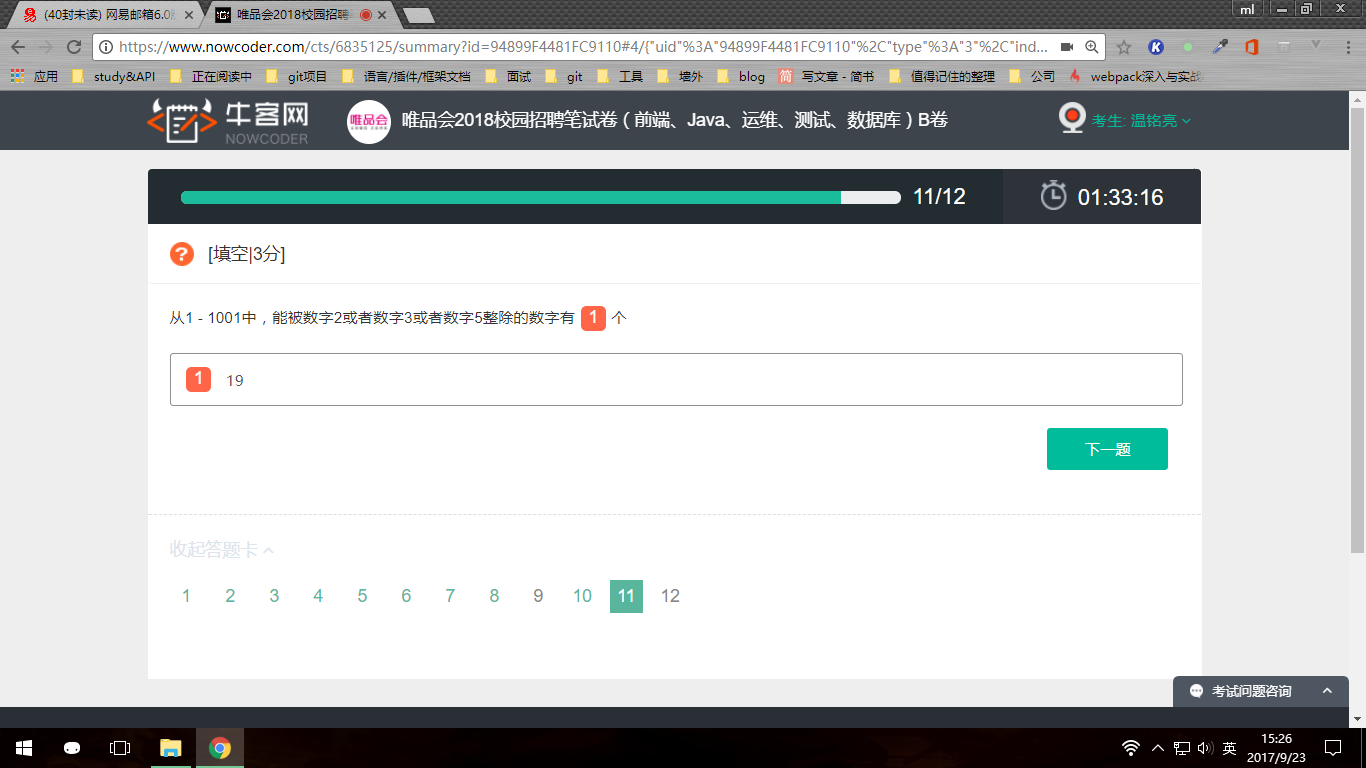 (40封未读) 网易邮箱6.0
唯品会2018校园招聘
ml
https://www.nowcoder.com/cts/6835125/summary?id=94899F4481FC9110#4/{"uid"%3A"94899F4481FC9110"%2C"type"%3A"3"%2C"ind...
应用 study&API 正在阅读中 git项目 语言/插件/框架文档 面试 git 工具 墙外 blog 简 写文章 - 简书 值得记住的整理 公司 webpack深入与实战
牛客网
NOWCODER
唯品会
唯品会2018校园招聘笔试卷（前端、Java、运维、测试、数据库）B卷
考生: 温铭亮
11/12
01:33:16
? [填空|3分]
从1 - 1001中，能被数字2或者数字3或者数字5整除的数字有 1 个
1 19
下一题
收起答题卡
1 2 3 4 5 6 7 8 9 10 11 12
考试问题咨询
英
15:26
2017/9/23